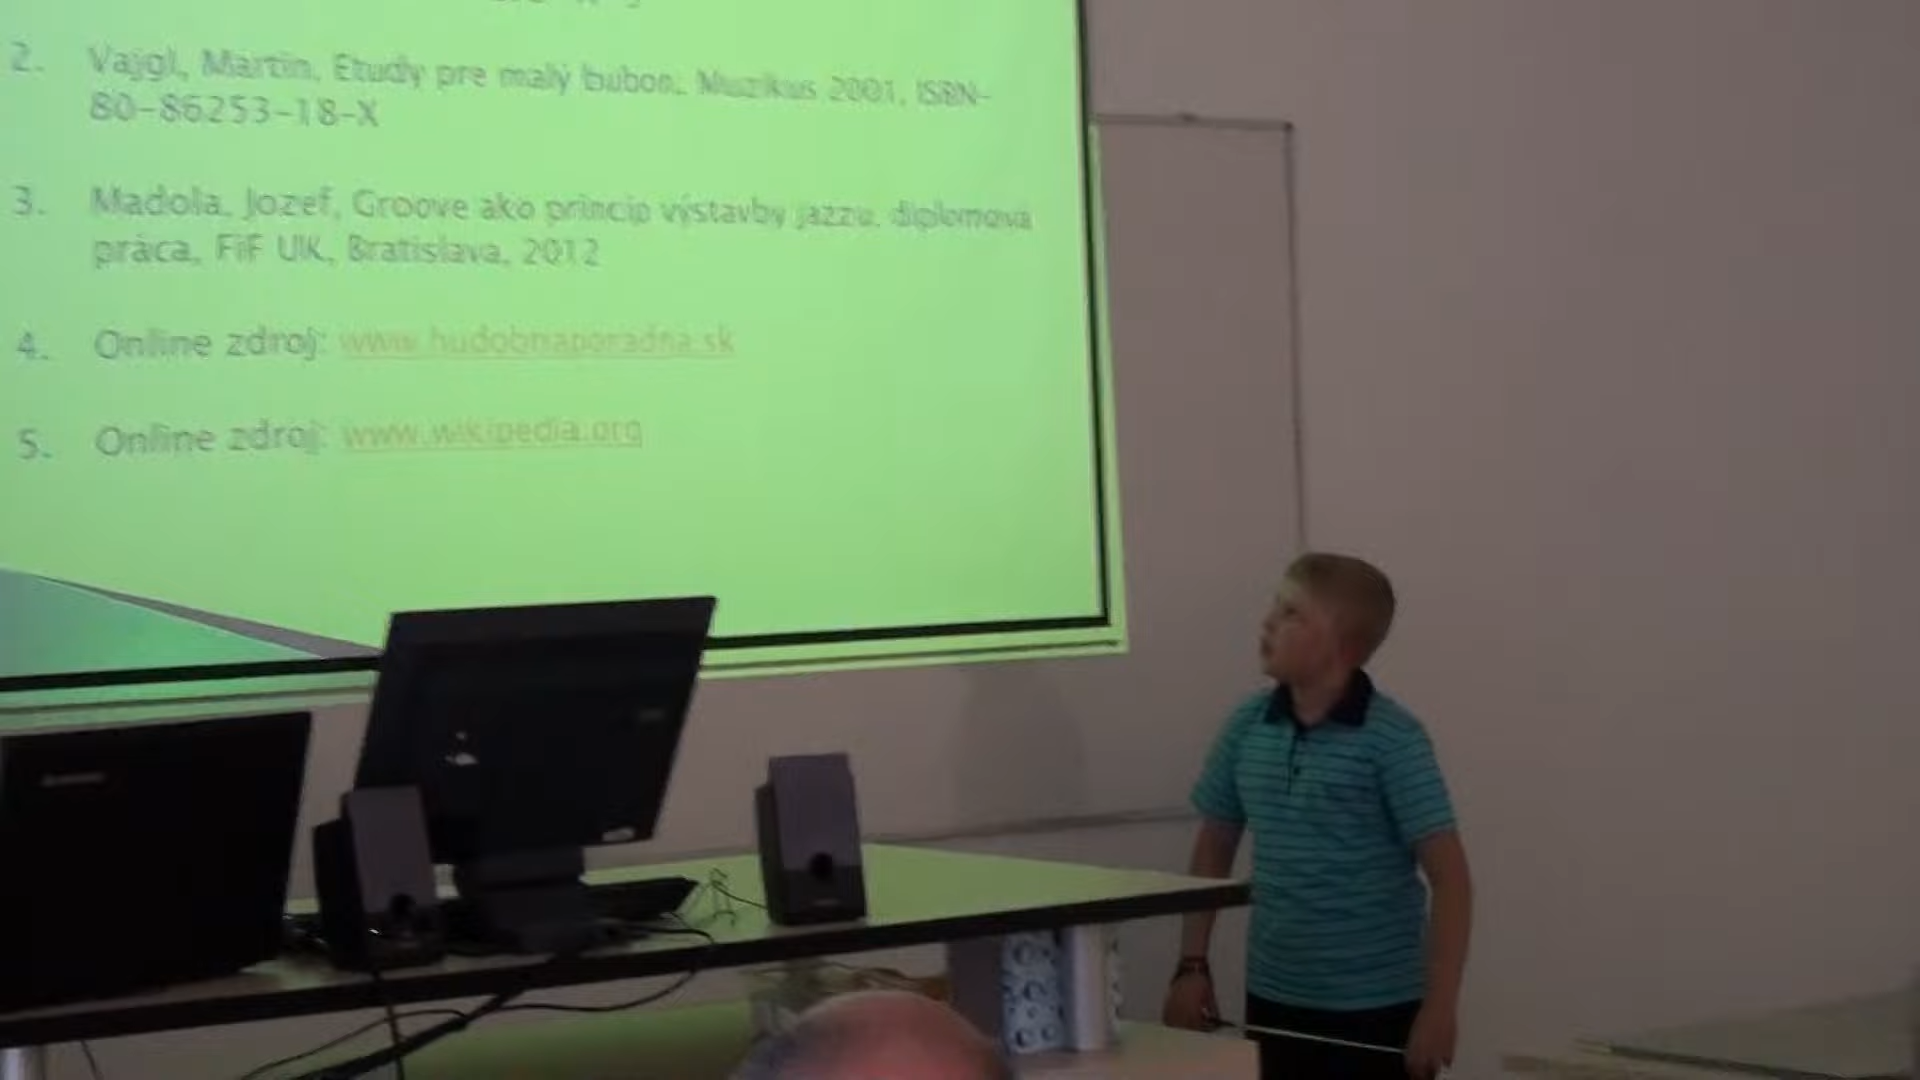 2. Vajgl, Martin, Etudy pre malý bubon, Muzikus 2001, ISBN-
80-86253-18-X
3. Madola, Jozef, Groove ako princíp výstavby jazzu, diplomová
práca, FiF UK, Bratislava, 2012
4. Online zdroj: www.hudobnaporadna.sk
5. Online zdroj: www.wikipedia.org